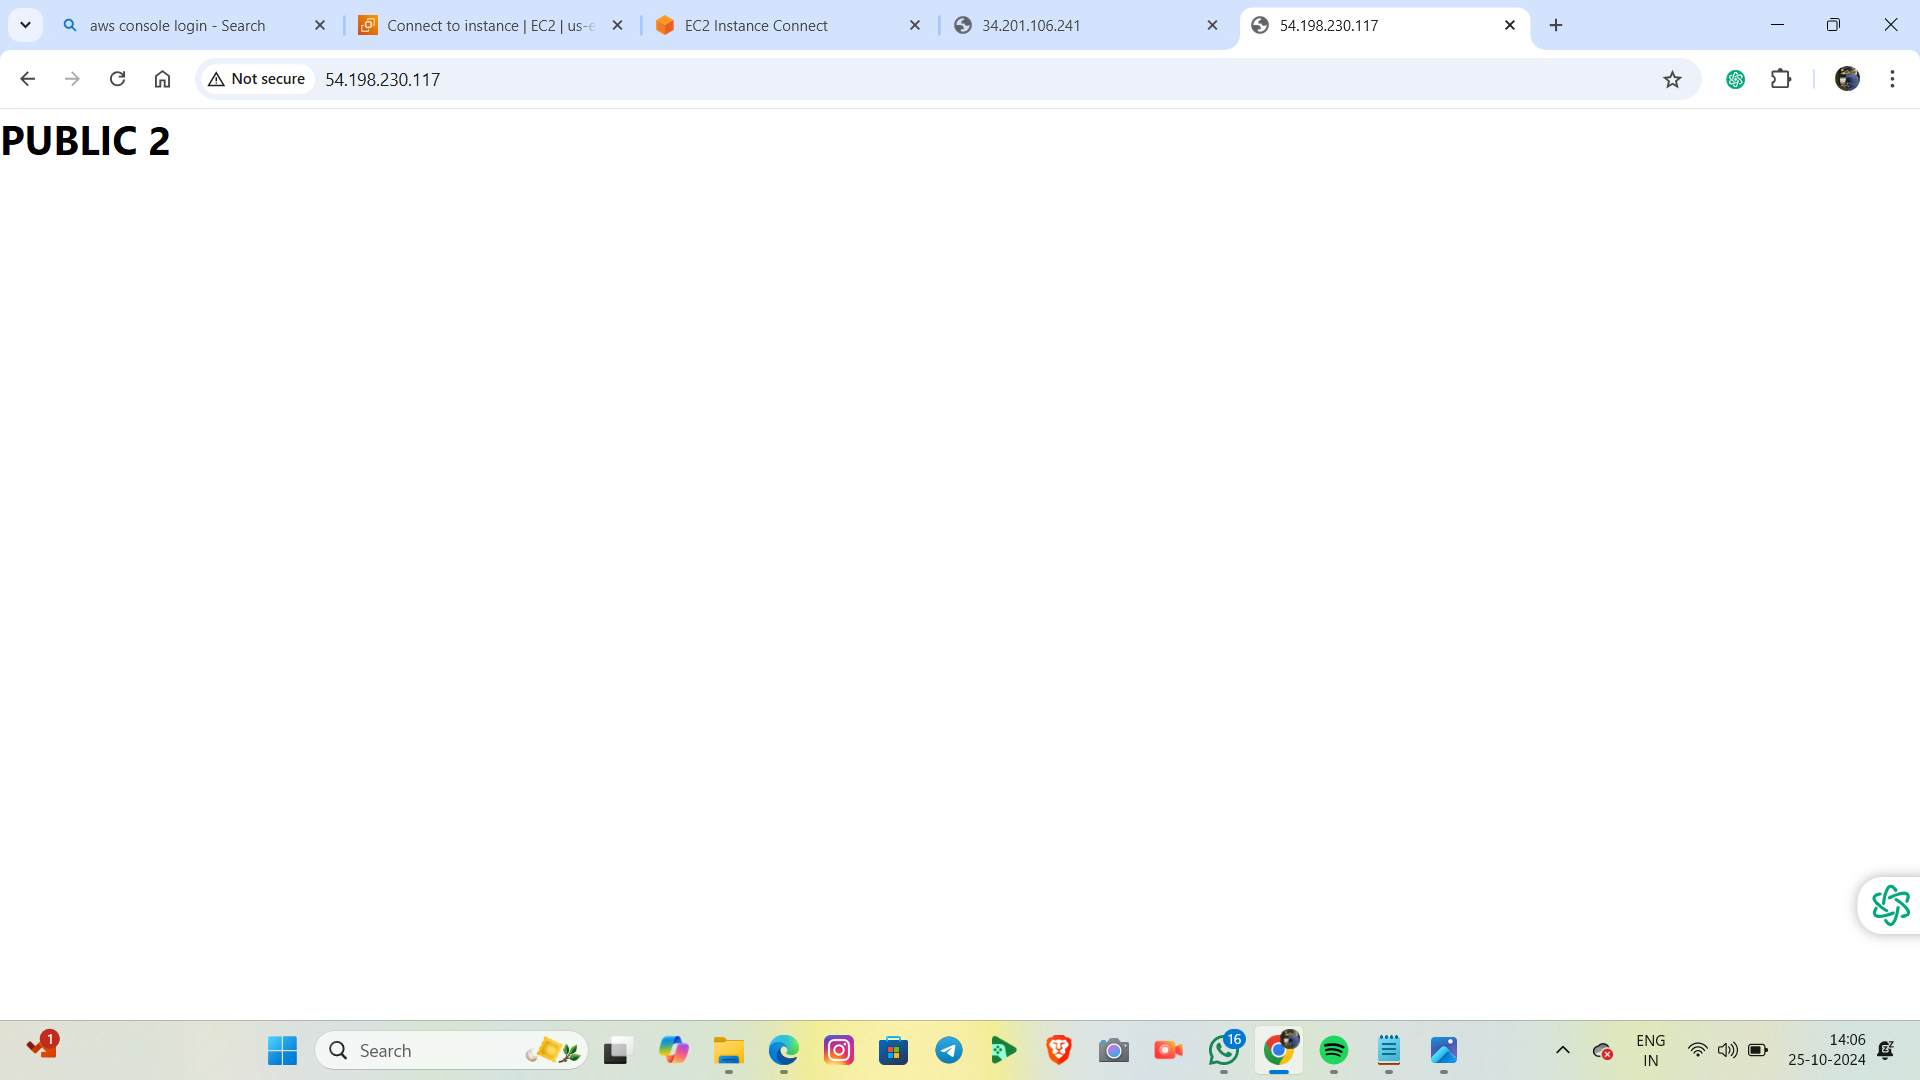 aws console login - Search
Connect to instance | EC2 | us-e
EC2 Instance Connect
34.201.106.241
54.198.230.117
Not secure
54.198.230.117
PUBLIC 2
1
Search
16
ENG
IN
14:06
25-10-2024